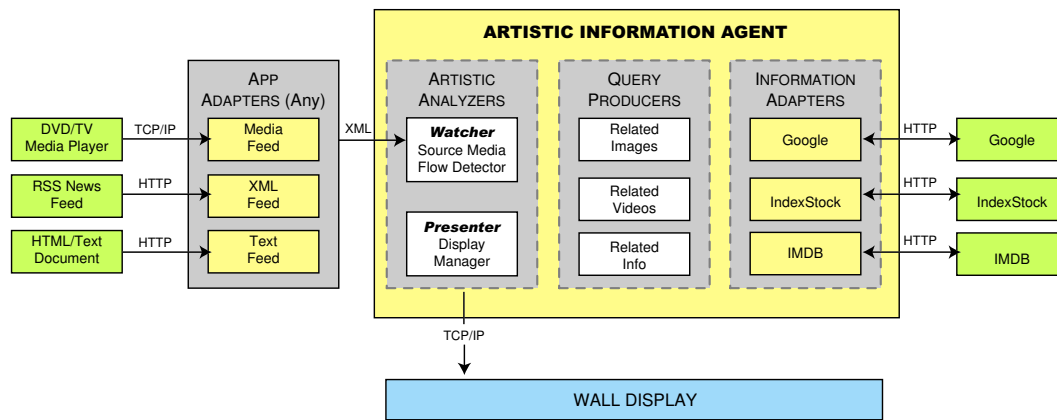 ARTISTIC INFORMATION AGENT
APP
ADAPTERS (Any)
ARTISTIC
ANALYZERS
QUERY
PRODUCERS
INFORMATION
ADAPTERS
DVD/TV
Media Player
TCP/IP
Media
Feed
XML
Watcher
Source Media
Flow Detector
Related
Images
Google
HTTP
Google
RSS News
Feed
HTTP
XML
Feed
Related
Videos
IndexStock
HTTP
IndexStock
HTML/Text
Document
HTTP
Text
Feed
Presenter
Display
Manager
Related
Info
IMDB
HTTP
IMDB
TCP/IP
WALL DISPLAY